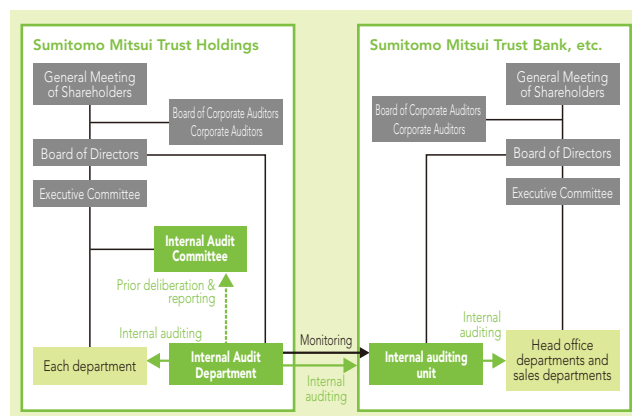 Sumitomo Mitsui Trust Holdings
General Meeting
of Shareholders
Board of Corporate Auditors
Corporate Auditors
Board of Directors
Executive Committee
Internal Audit
Committee
Prior deliberation &
reporting
Internal auditing
Each department
Internal Audit
Department
Monitoring
Internal
auditing
Sumitomo Mitsui Trust Bank, etc.
General Meeting
of Shareholders
Board of Corporate Auditors
Corporate Auditors
Board of Directors
Executive Committee
Internal
auditing
Internal auditing
unit
Head office
departments and
sales departments